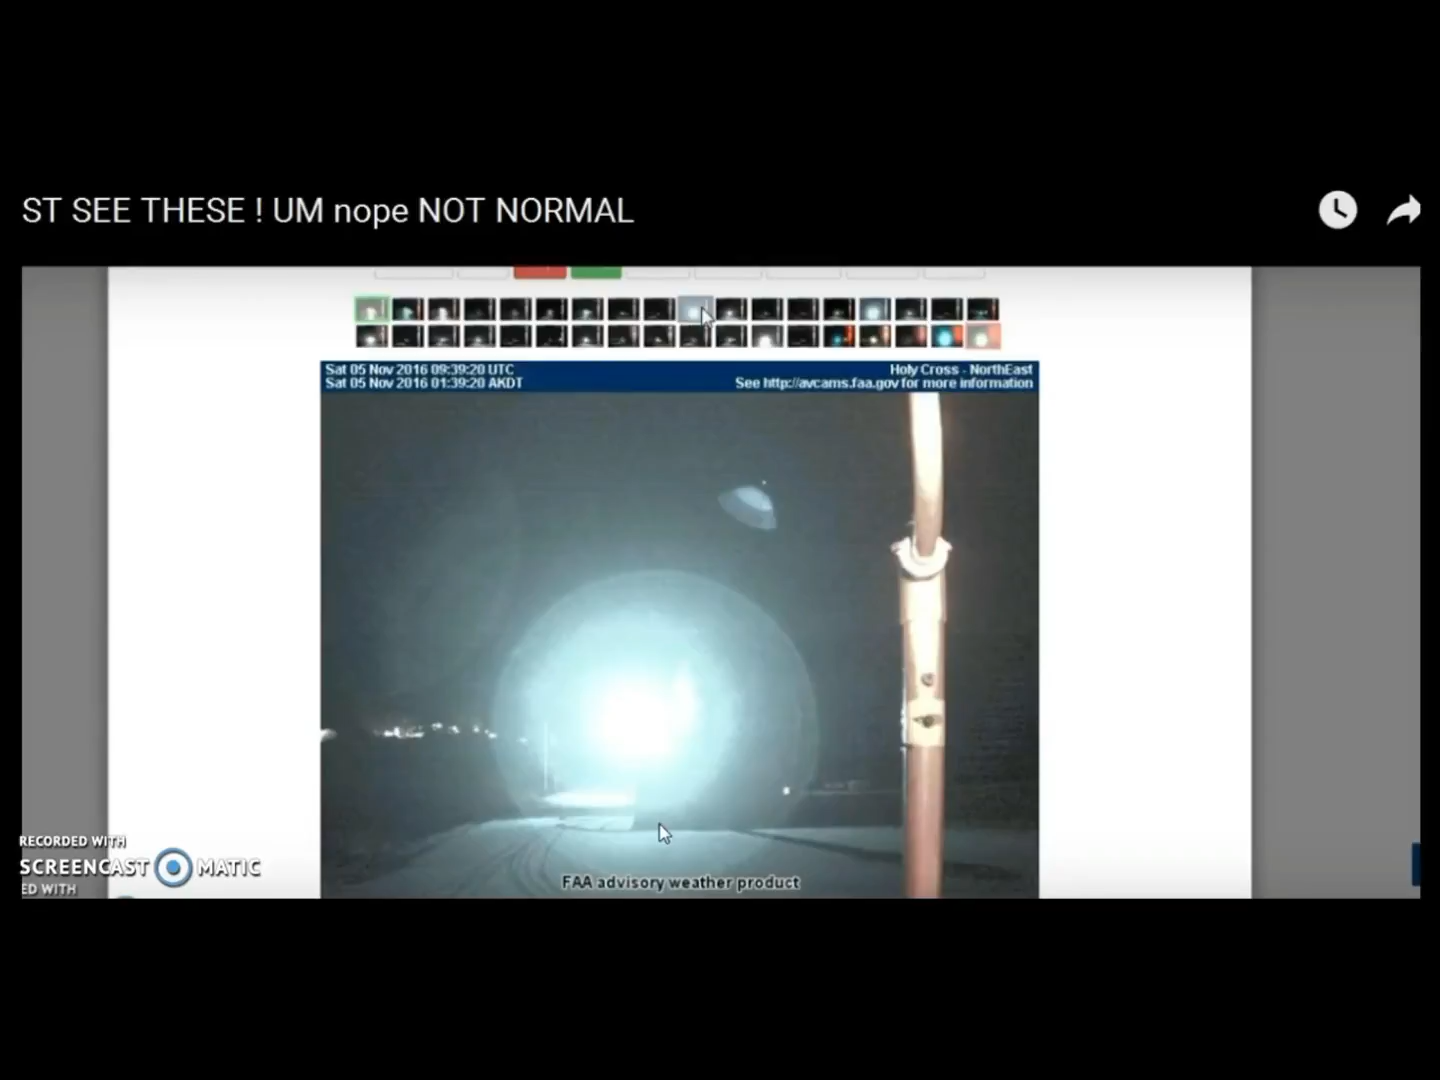 ST SEE THESE ! UM nope NOT NORMAL
Sat 05 Nov 2016 09:39:20 UTC
Holy Cross - NorthEast
Sat 05 Nov 2016 01:39:20 AKDT
See http://avcams.faa.gov for more information
RECORDED WITH
SCREENCAST MATIC
ED WITH
FAA advisory weather product